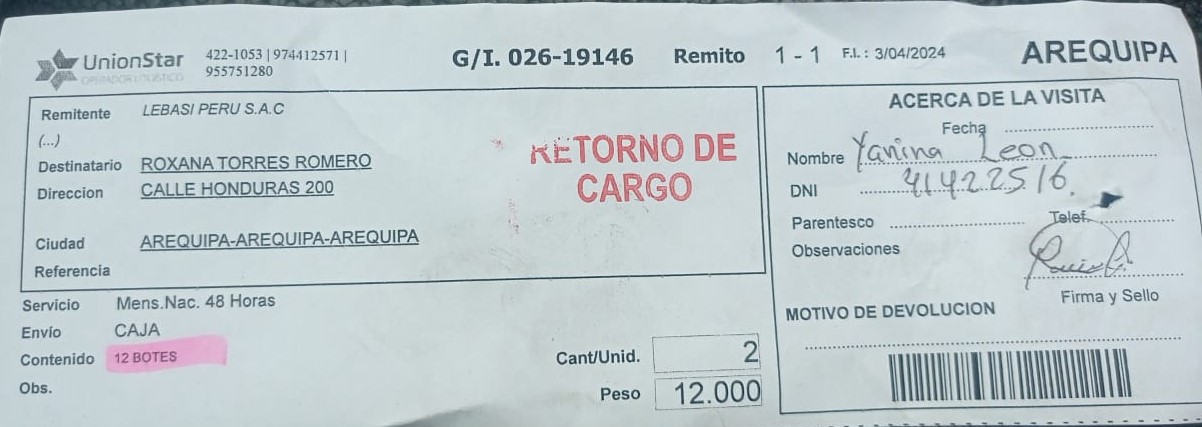 UnionStar
OPERADOR LOGISTICO
422-1053 | 974412571 |
955751280
G/I. 026-19146 Remito 1 - 1 F.I.: 3/04/2024 AREQUIPA
Remitente LEBASI PERU S.A.C
(...)
Destinatario ROXANA TORRES ROMERO
Direccion CALLE HONDURAS 200
Ciudad AREQUIPA-AREQUIPA-AREQUIPA
Referencia
RETORNO DE
CARGO
Servicio Mens.Nac. 48 Horas
Envío CAJA
Contenido 12 BOTES
Obs.
Cant/Unid. 2
Peso 12.000
ACERCA DE LA VISITA
Fecha
Nombre Yanina Leon
DNI 41422516
Parentesco Telef.
Observaciones
Firma y Sello
MOTIVO DE DEVOLUCION